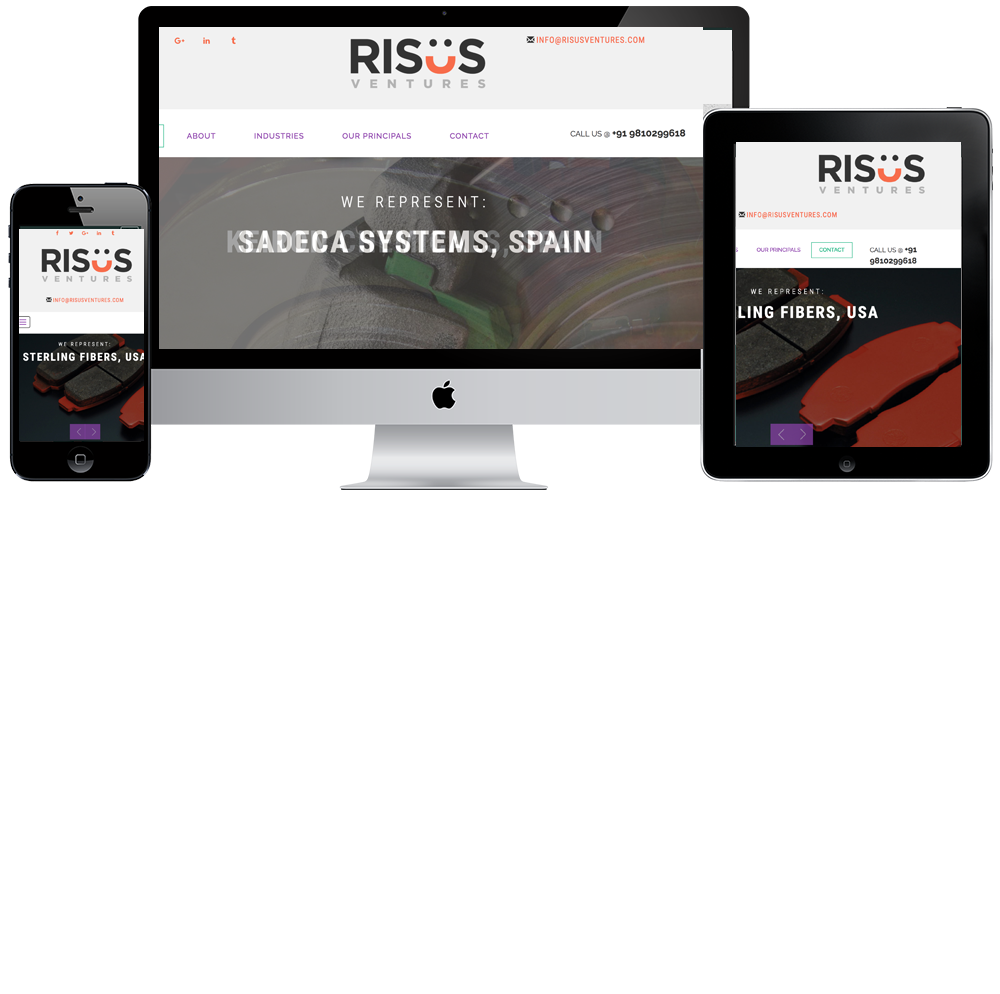 RISUS
VENTURES
INFO@RISUSVENTURES.COM
ABOUT
INDUSTRIES
OUR PRINCIPALS
CONTACT
CALL US @ +91 9810299618
WE REPRESENT:
SADECA SYSTEMS, SPAIN
RISUS
VENTURES
INFO@RISUSVENTURES.COM
WE REPRESENT:
STERLING FIBERS, USA
RISUS
VENTURES
INFO@RISUSVENTURES.COM
OUR PRINCIPALS
CONTACT
CALL US @ +91
9810299618
WE REPRESENT:
LING FIBERS, USA